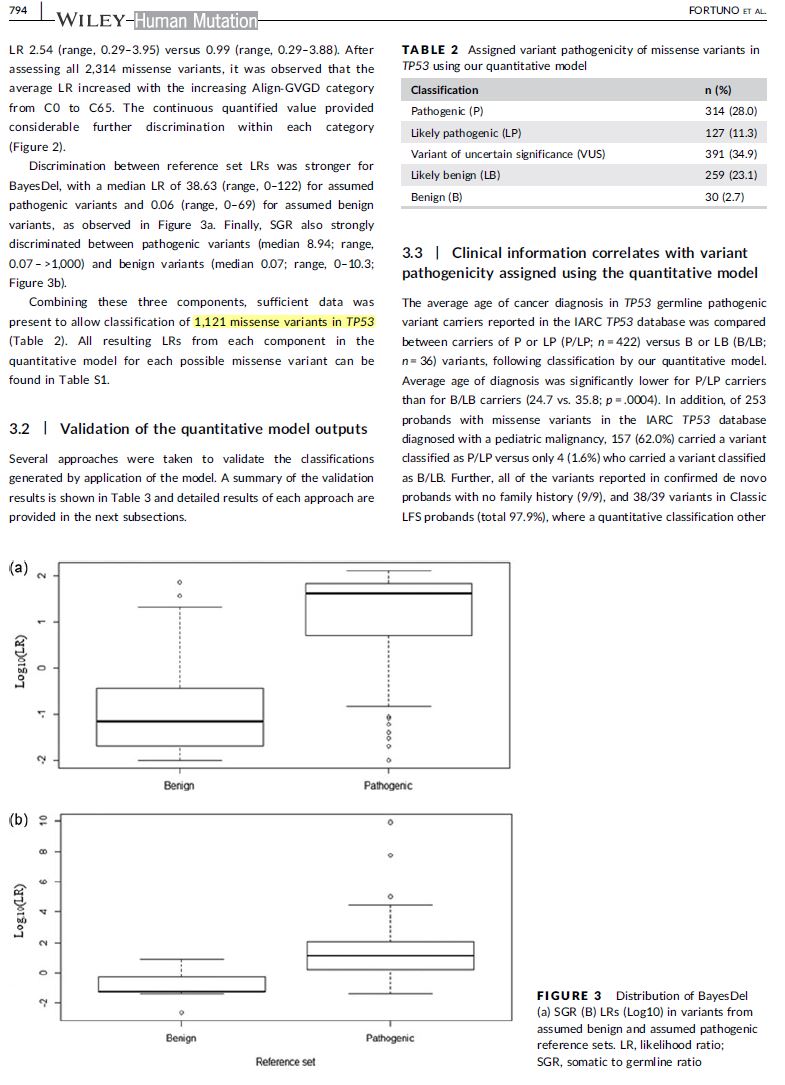 794
WILEY Human Mutation
FORTUNO ET AL.
LR 2.54 (range, 0.29–3.95) versus 0.99 (range, 0.29–3.88). After
assessing all 2,314 missense variants, it was observed that the
average LR increased with the increasing Align-GVGD category
from C0 to C65. The continuous quantified value provided
considerable further discrimination within each category
(Figure 2).
Discrimination between reference set LRs was stronger for
BayesDel, with a median LR of 38.63 (range, 0–122) for assumed
pathogenic variants and 0.06 (range, 0–69) for assumed benign
variants, as observed in Figure 3a. Finally, SGR also strongly
discriminated between pathogenic variants (median 8.94; range,
0.07 – >1,000) and benign variants (median 0.07; range, 0–10.3;
Figure 3b).
Combining these three components, sufficient data was
present to allow classification of 1,121 missense variants in TP53
(Table 2). All resulting LRs from each component in the
quantitative model for each possible missense variant can be
found in Table S1.
3.2 | Validation of the quantitative model outputs
Several approaches were taken to validate the classifications
generated by application of the model. A summary of the validation
results is shown in Table 3 and detailed results of each approach are
provided in the next subsections.
TABLE 2 Assigned variant pathogenicity of missense variants in
TP53 using our quantitative model
Classification n (%)
Pathogenic (P) 314 (28.0)
Likely pathogenic (LP) 127 (11.3)
Variant of uncertain significance (VUS) 391 (34.9)
Likely benign (LB) 259 (23.1)
Benign (B) 30 (2.7)
3.3 | Clinical information correlates with variant
pathogenicity assigned using the quantitative model
The average age of cancer diagnosis in TP53 germline pathogenic
variant carriers reported in the IARC TP53 database was compared
between carriers of P or LP (P/LP; n = 422) versus B or LB (B/LB;
n = 36) variants, following classification by our quantitative model.
Average age of diagnosis was significantly lower for P/LP carriers
than for B/LB carriers (24.7 vs. 35.8; p = .0004). In addition, of 253
probands with missense variants in the IARC TP53 database
diagnosed with a pediatric malignancy, 157 (62.0%) carried a variant
classified as P/LP versus only 4 (1.6%) who carried a variant classified
as B/LB. Further, all of the variants reported in confirmed de novo
probands with no family history (9/9), and 38/39 variants in Classic
LFS probands (total 97.9%), where a quantitative classification other
(a)
Log10(LR)
2
1
0
-1
-2
Benign Pathogenic
(b)
Log10(LR)
10
8
6
4
2
0
-2
Benign Pathogenic
Reference set
FIGURE 3 Distribution of BayesDel
(a) SGR (B) LRs (Log10) in variants from
assumed benign and assumed pathogenic
reference sets. LR, likelihood ratio;
SGR, somatic to germline ratio